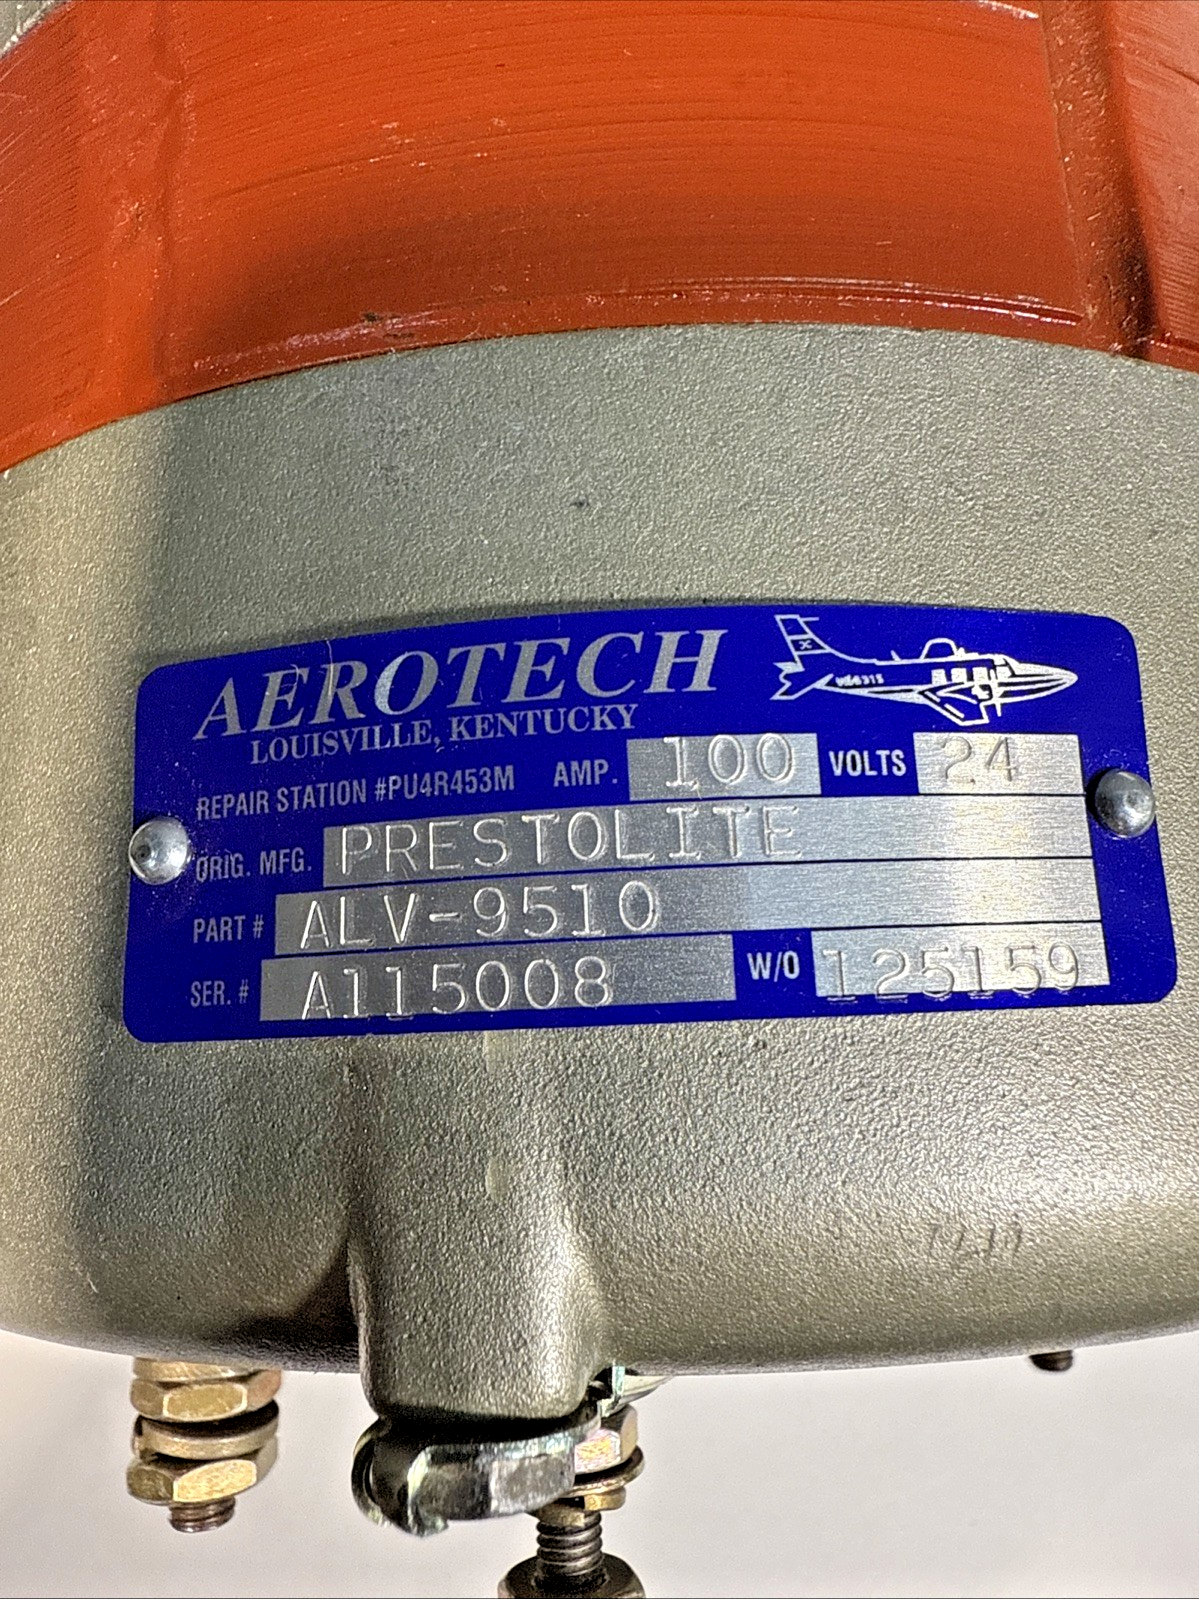 AEROTECH
LOUISVILLE, KENTUCKY
REPAIR STATION #PU4R453M AMP. 100 VOLTS 24
ORIG. MFG. PRESTOLITE
PART # ALV-9510
SER. # A115008 W/O 125159